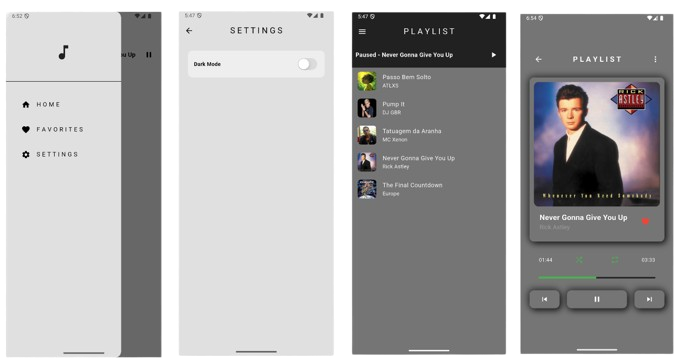 6:52
us Up
HOME
FAVORITES
SETTINGS
5:47
SETTINGS
Dark Mode
5:47
PLAYLIST
Paused - Never Gonna Give You Up
Passo Bem Solto
ATLXS
Pump It
DJ GBR
Tatuagem da Aranha
MC Xenon
Never Gonna Give You Up
Rick Astley
The Final Countdown
Europe
6:54
PLAYLIST
RICK
ASTLEY
Whenever You Need Somebody
Never Gonna Give You Up
Rick Astley
01:44
03:33